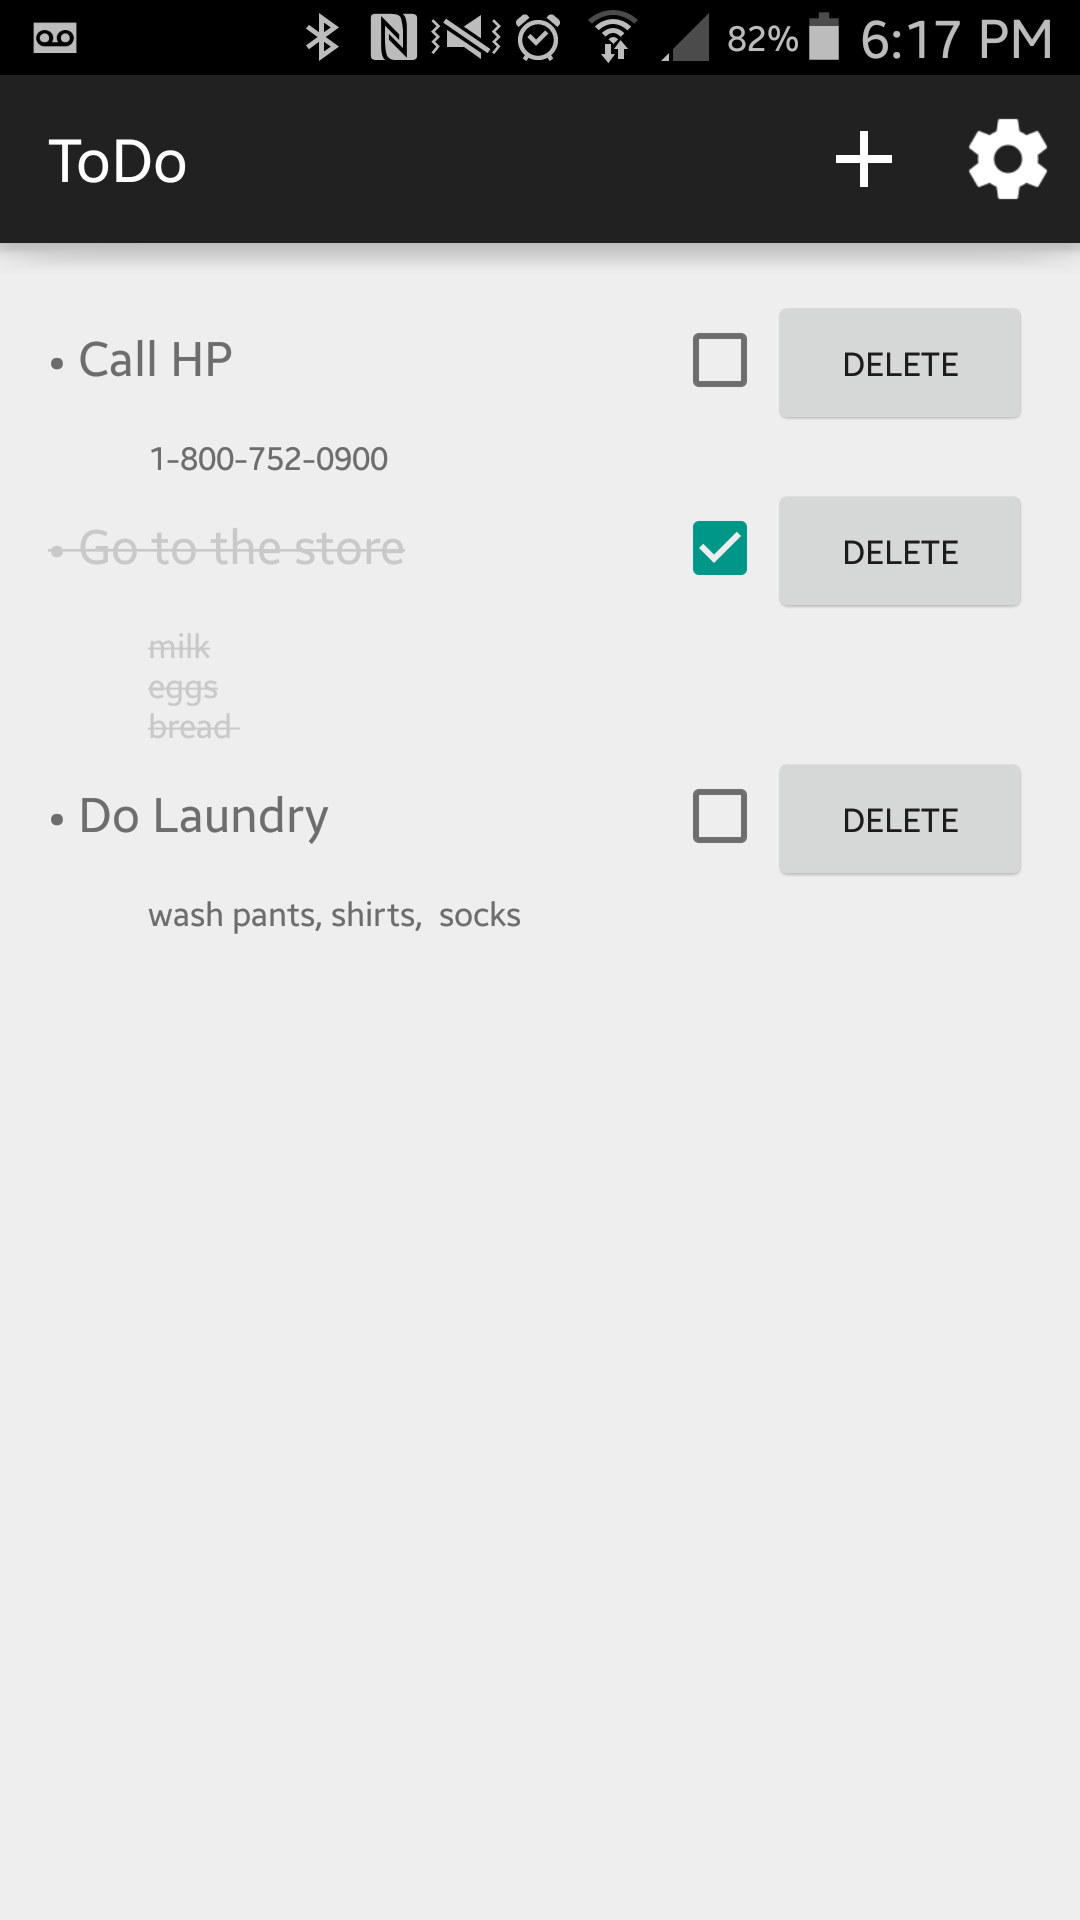 82% 6:17 PM
ToDo
• Call HP DELETE
1-800-752-0900
• Go to the store DELETE
milk
eggs
bread
• Do Laundry DELETE
wash pants, shirts,  socks